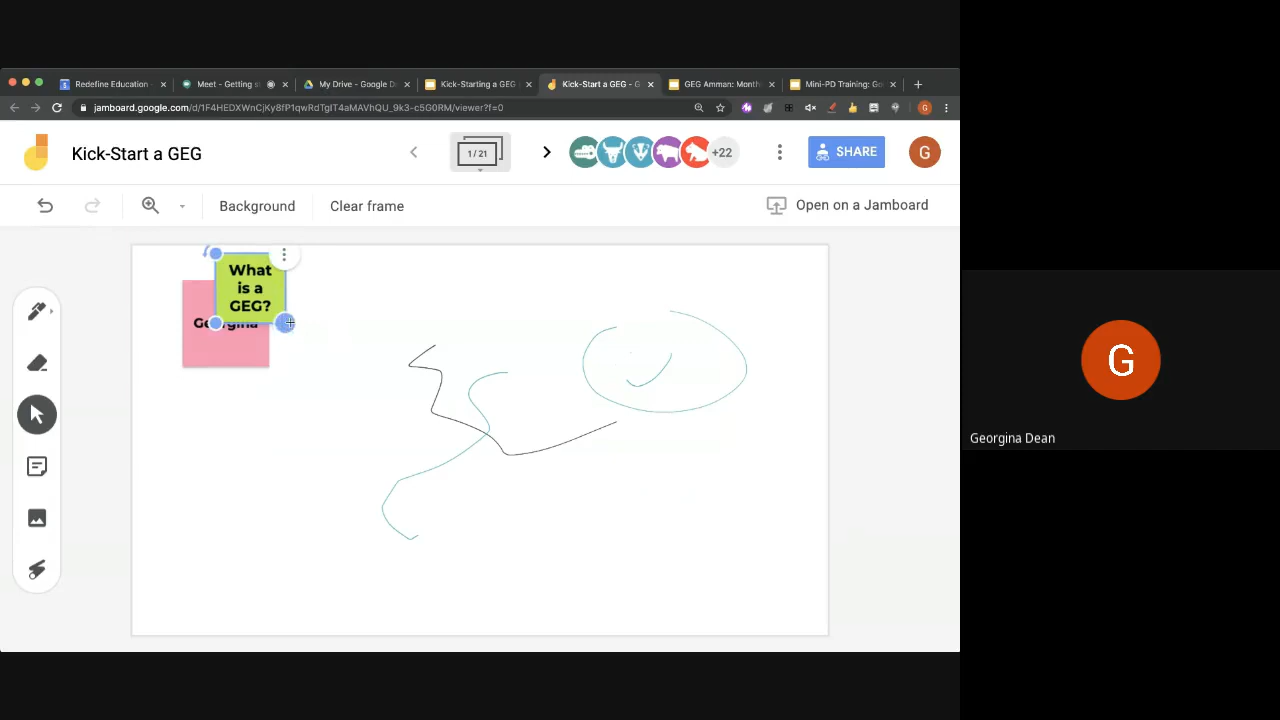 Redefine Education
Meet - Getting s
My Drive - Google D
Kick-Starting a GEG
Kick-Start a GEG - G
GEG Amman: Month
Mini-PD Training: Go
jamboard.google.com/d/1F4HEDXWnCjKy8fP1qwRdTgIT4aMAVhQU_9k3-c5G0RM/viewer?f=0
G
Kick-Start a GEG
1 / 21
+22
SHARE
G
Background
Clear frame
Open on a Jamboard
What
is a
GEG?
Georgina
G
Georgina Dean